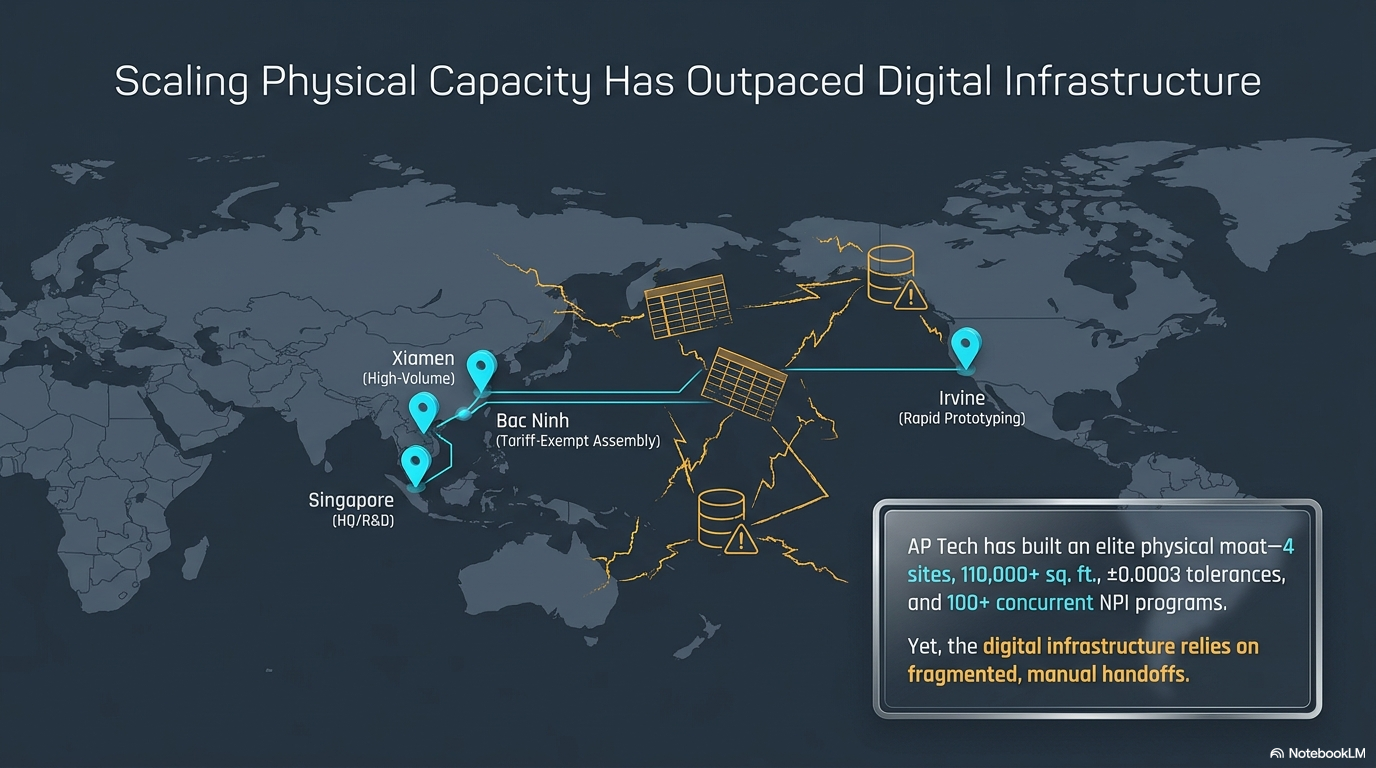 Scaling Physical Capacity Has Outpaced Digital Infrastructure
Xiamen
(High-Volume)
Bac Ninh
(Tariff-Exempt Assembly)
Singapore
(HQ/R&D)
Irvine
(Rapid Prototyping)
AP Tech has built an elite physical moat—4
sites, 110,000+ sq. ft., ±0.0003 tolerances,
and 100+ concurrent NPI programs.
Yet, the digital infrastructure relies on
fragmented, manual handoffs.
NotebookLM